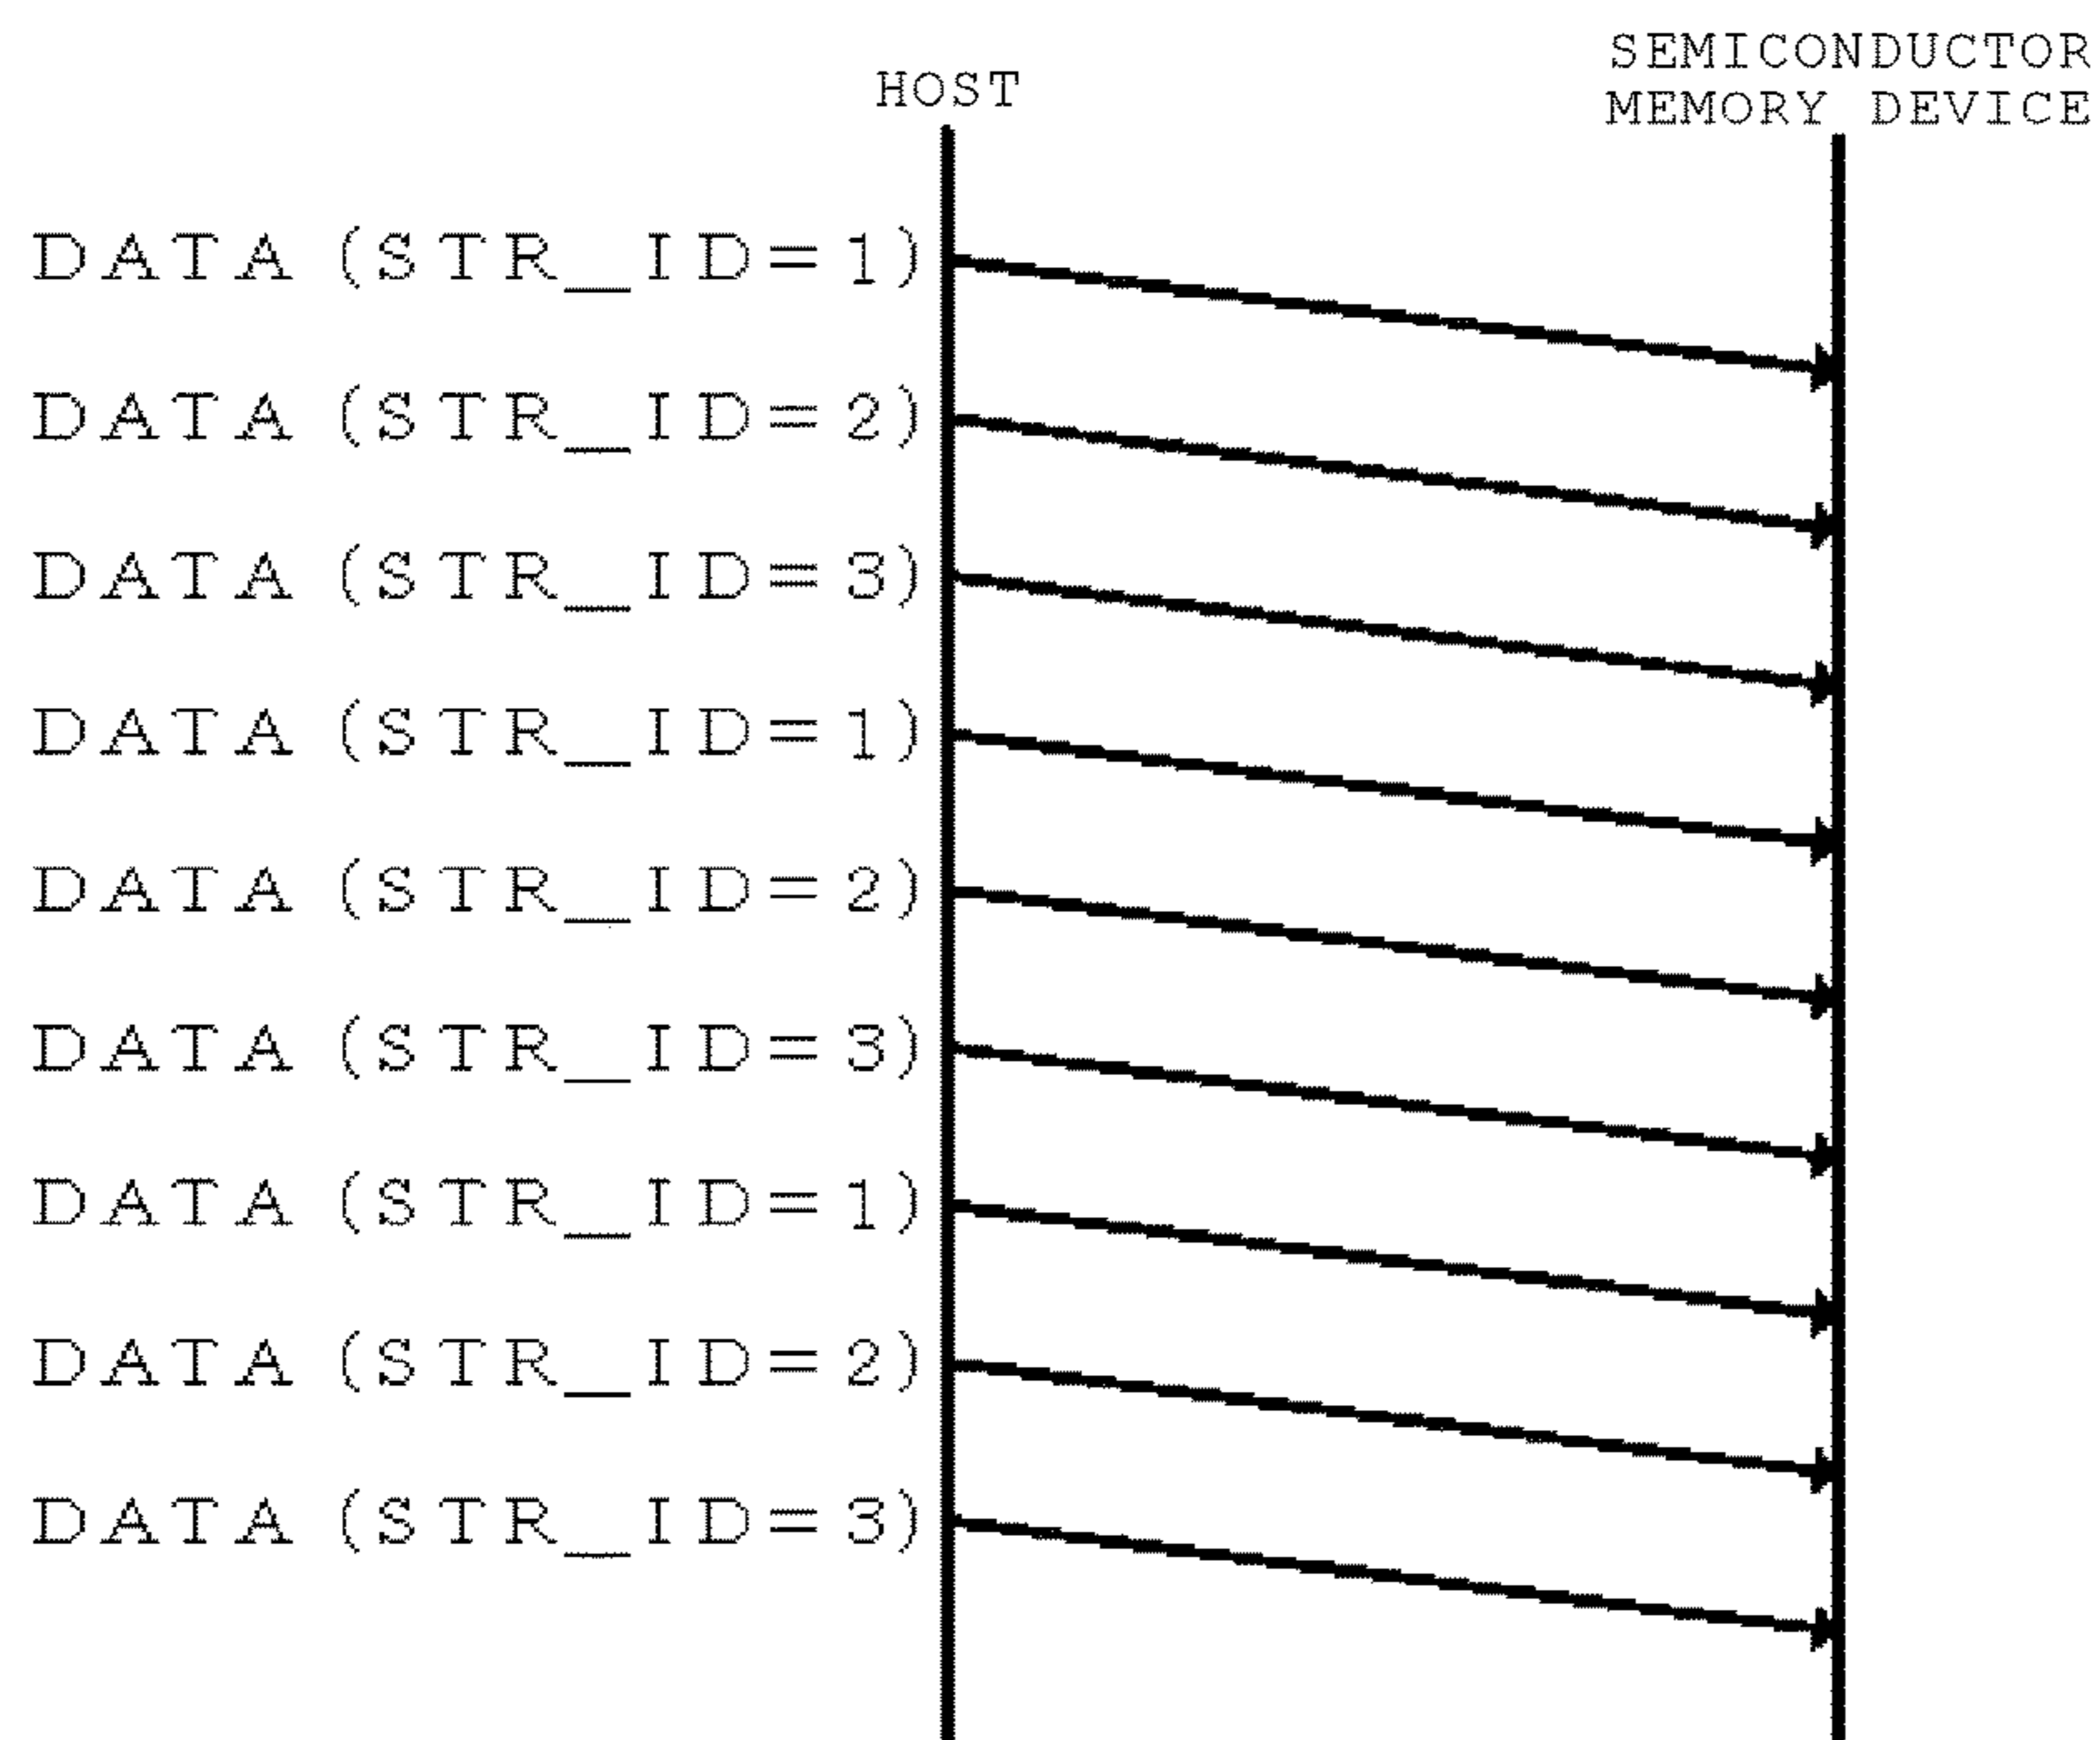 HOST
SEMICONDUCTOR
MEMORY DEVICE
DATA (STR_ID=1)
DATA (STR_ID=2)
DATA (STR_ID=3)
DATA (STR_ID=1)
DATA (STR_ID=2)
DATA (STR_ID=3)
DATA (STR_ID=1)
DATA (STR_ID=2)
DATA (STR_ID=3)